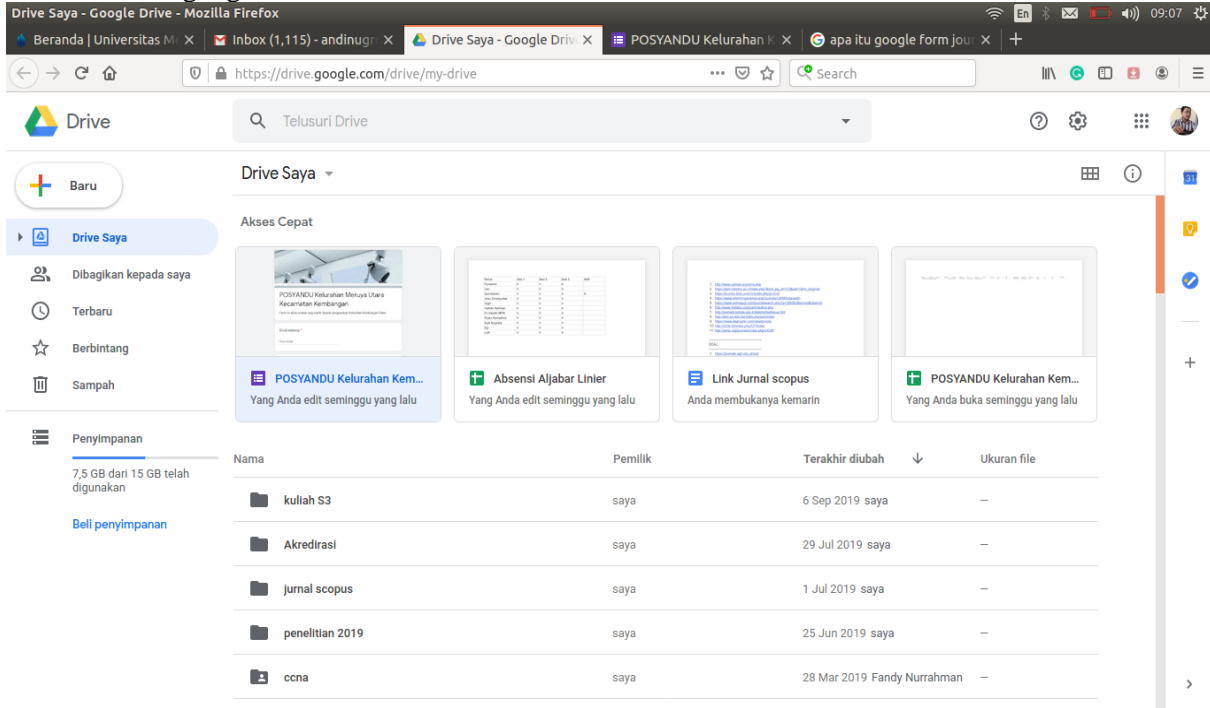 Drive Saya - Google Drive - Mozilla Firefox
En
09:07
Beranda | Universitas M
Inbox (1,115) - andinugr
Drive Saya - Google Driv
POSYANDU Kelurahan K
apa itu google form jour
https://drive.google.com/drive/my-drive
Search
Drive
Telusuri Drive
Baru
Drive Saya
Dibagikan kepada saya
Terbaru
Berbintang
Sampah
Penyimpanan
7,5 GB dari 15 GB telah
digunakan
Beli penyimpanan
Drive Saya
31
Akses Cepat
POSYANDU Kelurahan Meruya Utara
Kecamatan Kembangan
POSYANDU Kelurahan Kem...
Yang Anda edit seminggu yang lalu
Absensi Aljabar Linier
Yang Anda edit seminggu yang lalu
Link Jurnal scopus
Anda membukanya kemarin
POSYANDU Kelurahan Kem...
Yang Anda buka seminggu yang lalu
Nama Pemilik Terakhir diubah Ukuran file
kuliah S3 saya 6 Sep 2019 saya –
Akredirasi saya 29 Jul 2019 saya –
jurnal scopus saya 1 Jul 2019 saya –
penelitian 2019 saya 25 Jun 2019 saya –
ccna saya 28 Mar 2019 Fandy Nurrahman –